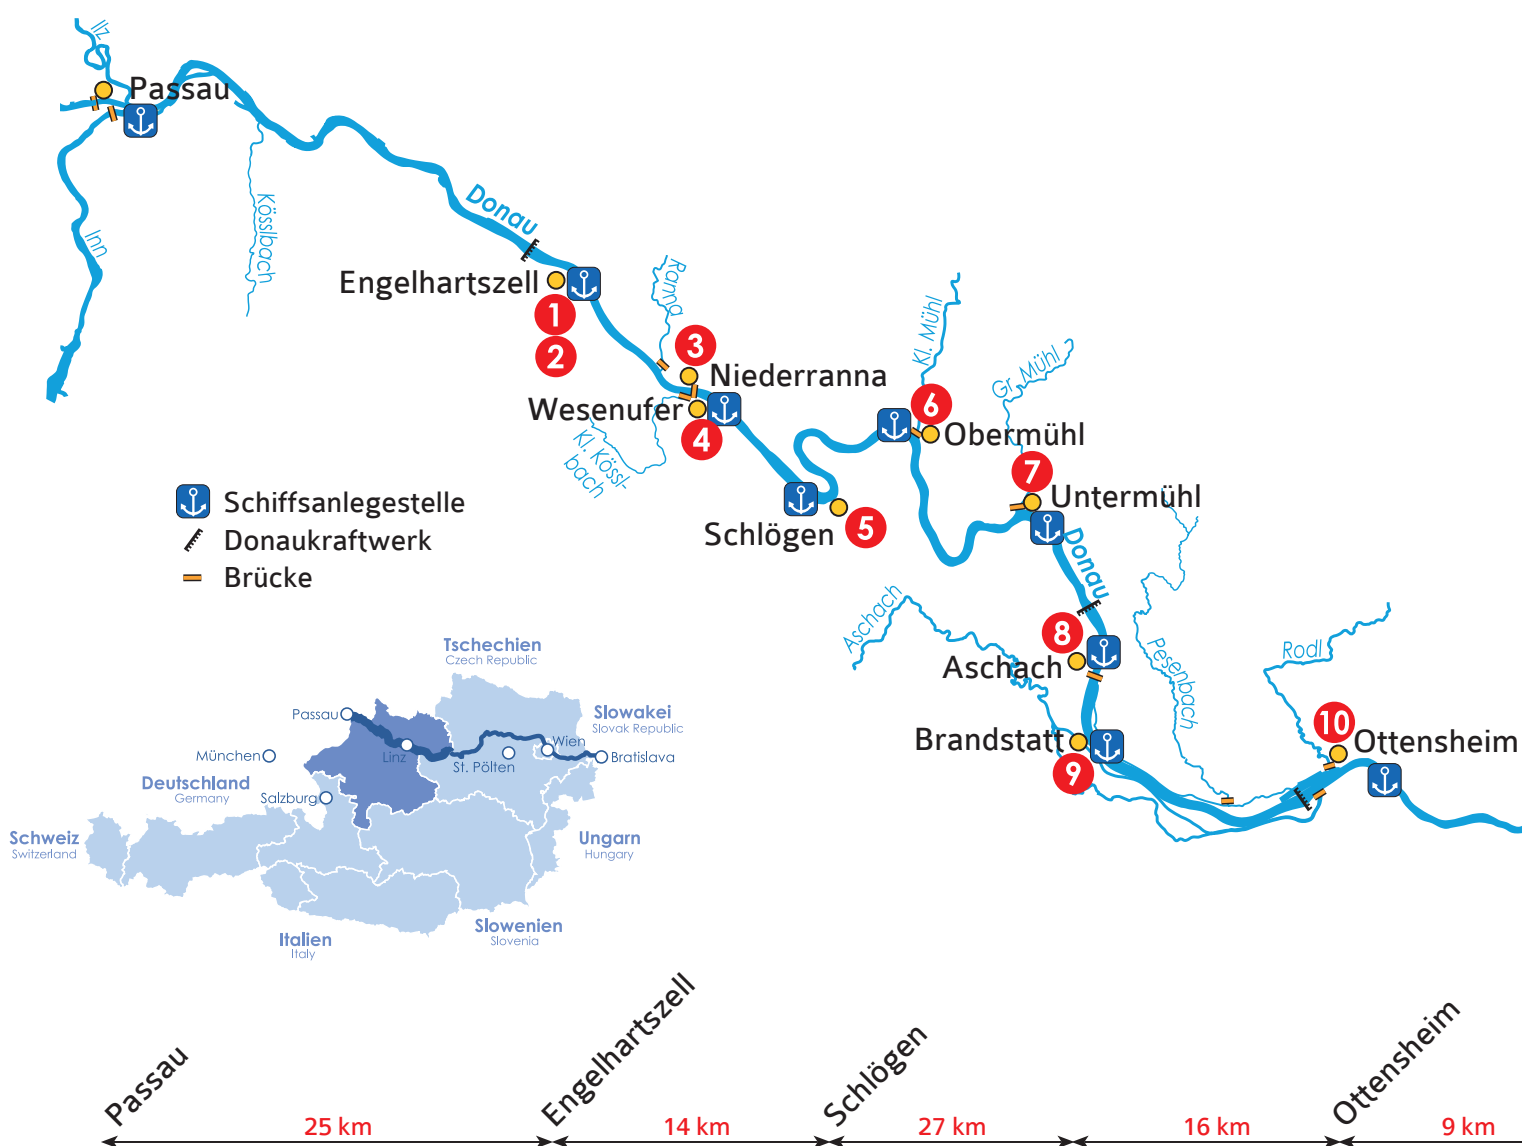 Ilz
Passau
Inn
Kösslbach
Donau
Engelhartszell
1
2
Ranna
3
Niederranna
Wesenufer
4
Kl. Kössl-
bach
Kl. Mühl
6
Obermühl
Gr. Mühl
7
Untermühl
Schlögen
5
Donau
Schiffsanlegestelle
Donaukraftwerk
Brücke
Aschach
8
Aschach
Pesenbach
Rodl
Brandstatt
9
10
Ottensheim
Tschechien
Czech Republic
Passau
Slowakei
Slovak Republic
München
Linz
St. Pölten
Wien
Bratislava
Deutschland
Germany
Salzburg
Schweiz
Switzerland
Ungarn
Hungary
Slowenien
Slovenia
Italien
Italy
Passau
Engelhartszell
Schlögen
Ottensheim
25 km
14 km
27 km
16 km
9 km